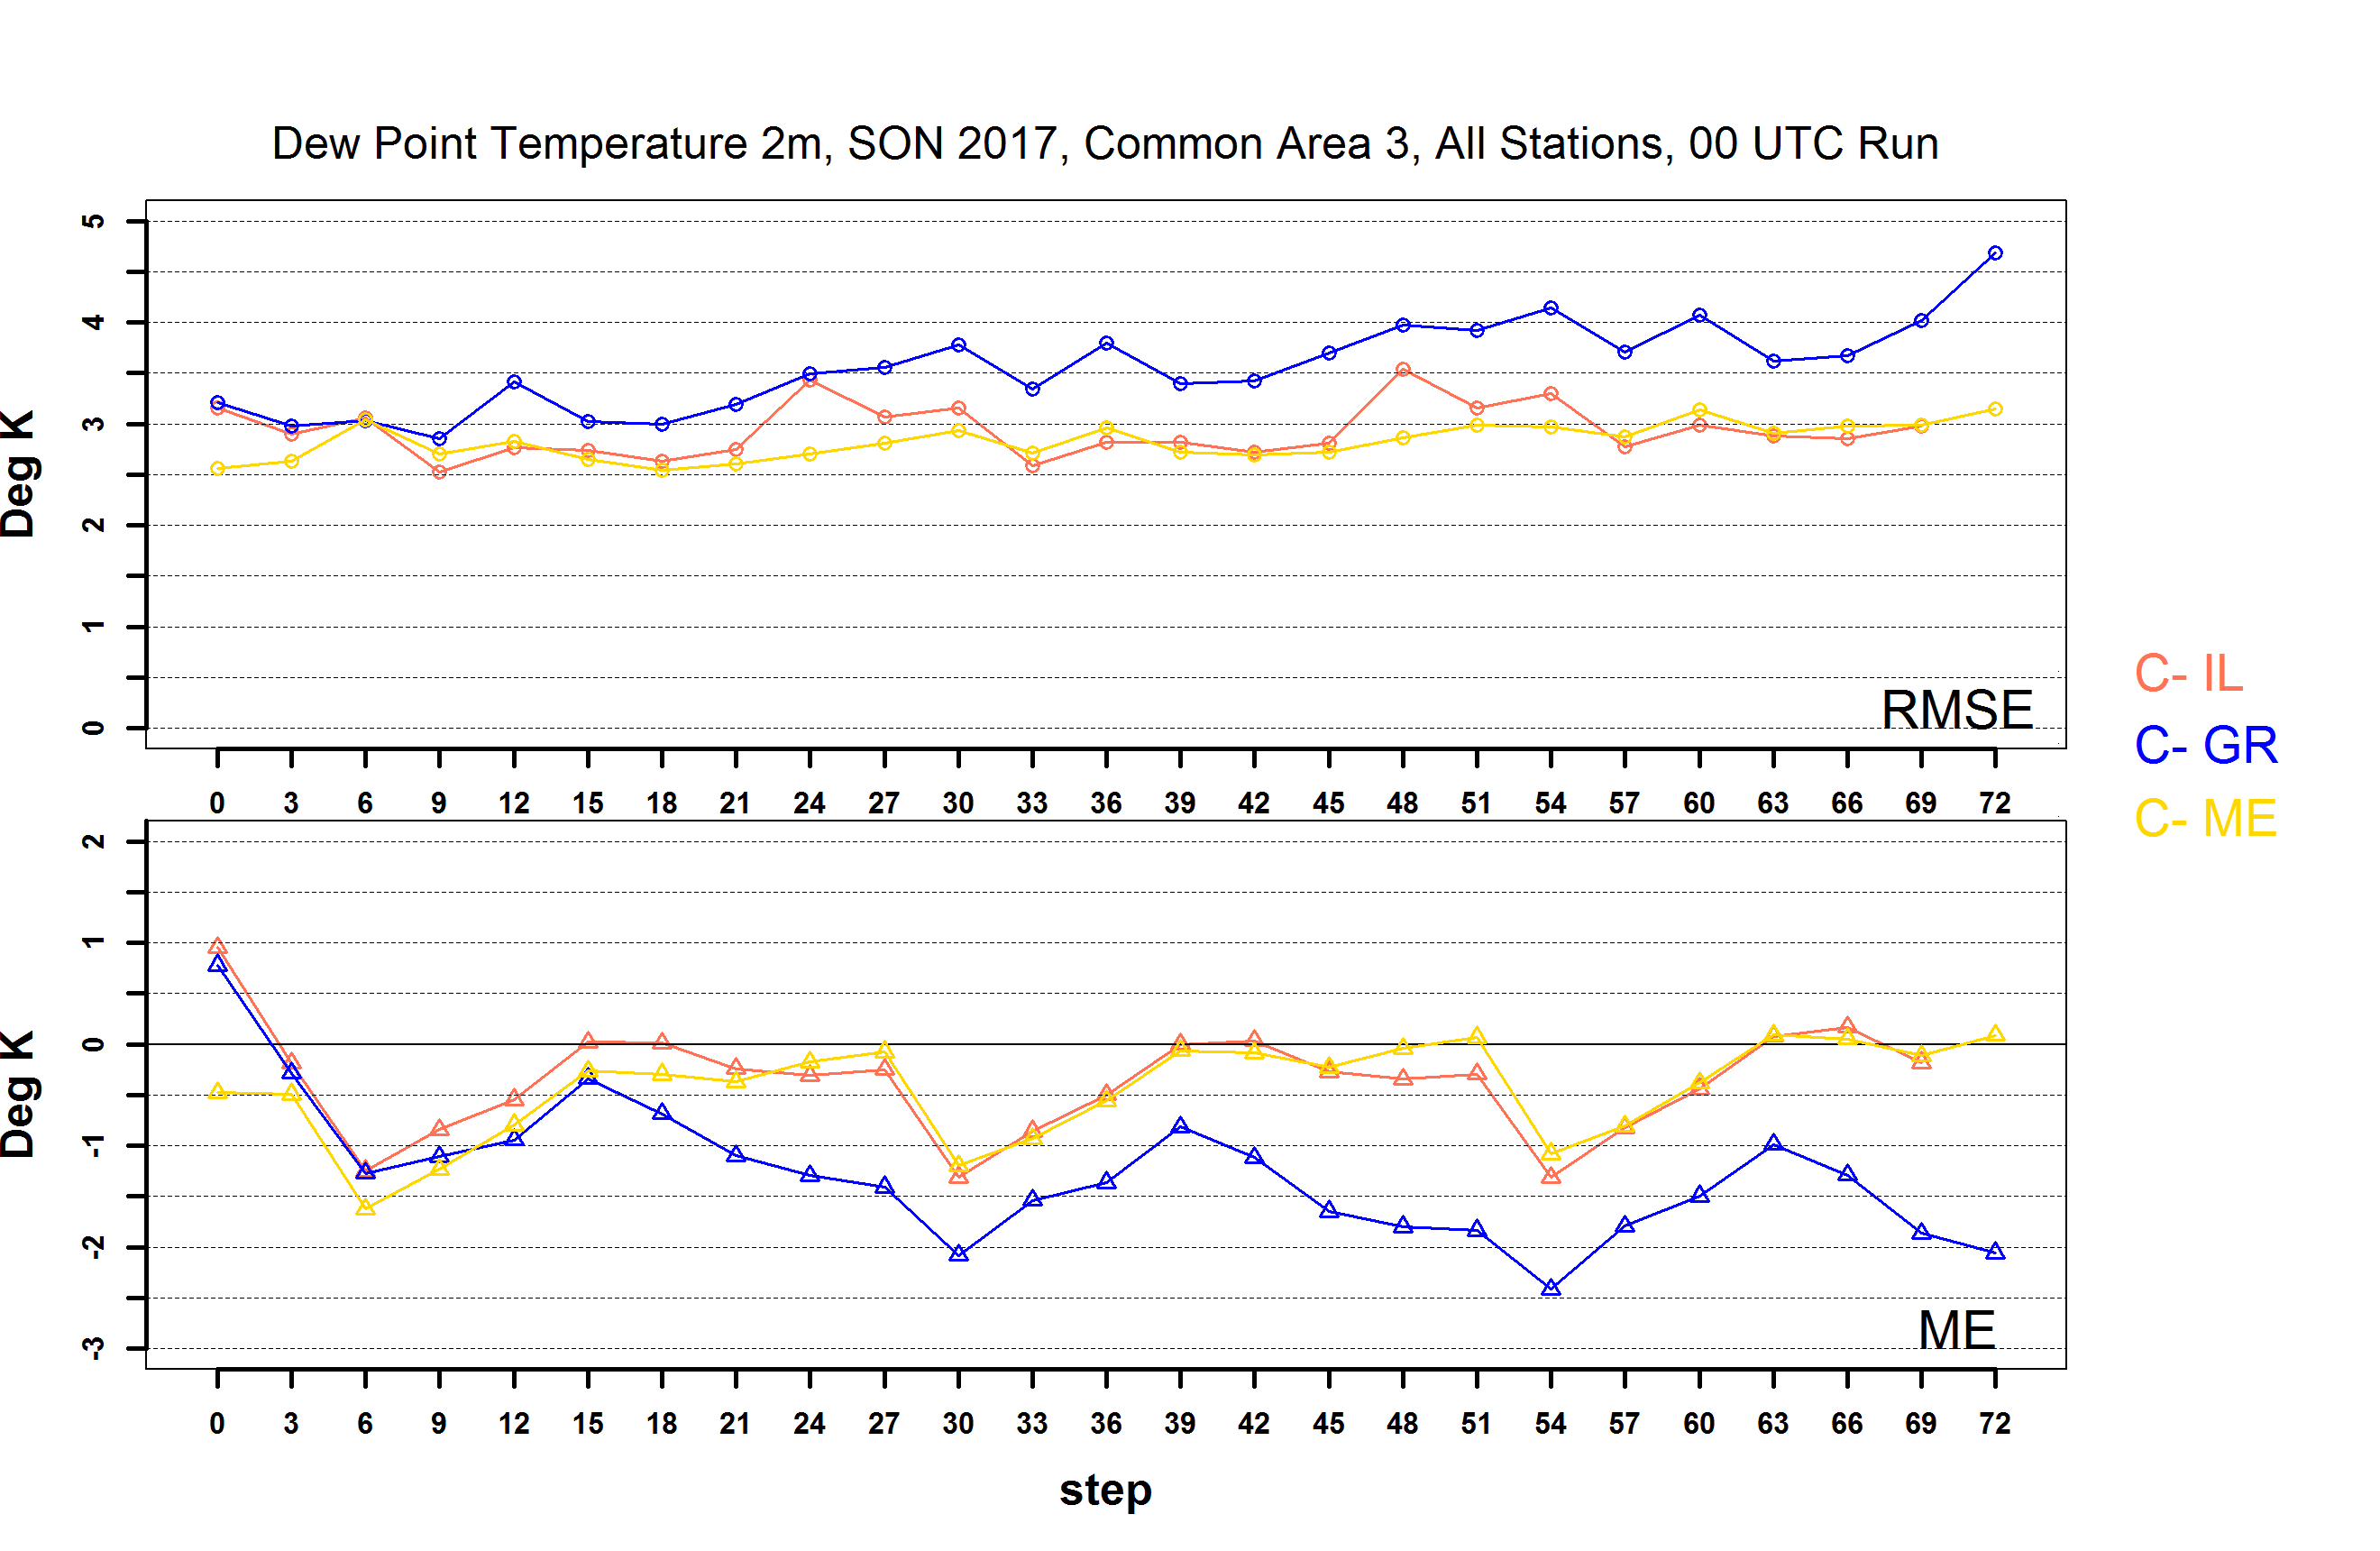 Dew Point Temperature 2m, SON 2017, Common Area 3, All Stations, 00 UTC Run
Deg K
5
4
3
2
1
0
RMSE
0 3 6 9 12 15 18 21 24 27 30 33 36 39 42 45 48 51 54 57 60 63 66 69 72
C- IL
C- GR
C- ME
Deg K
2
1
0
-1
-2
-3
ME
0 3 6 9 12 15 18 21 24 27 30 33 36 39 42 45 48 51 54 57 60 63 66 69 72
step